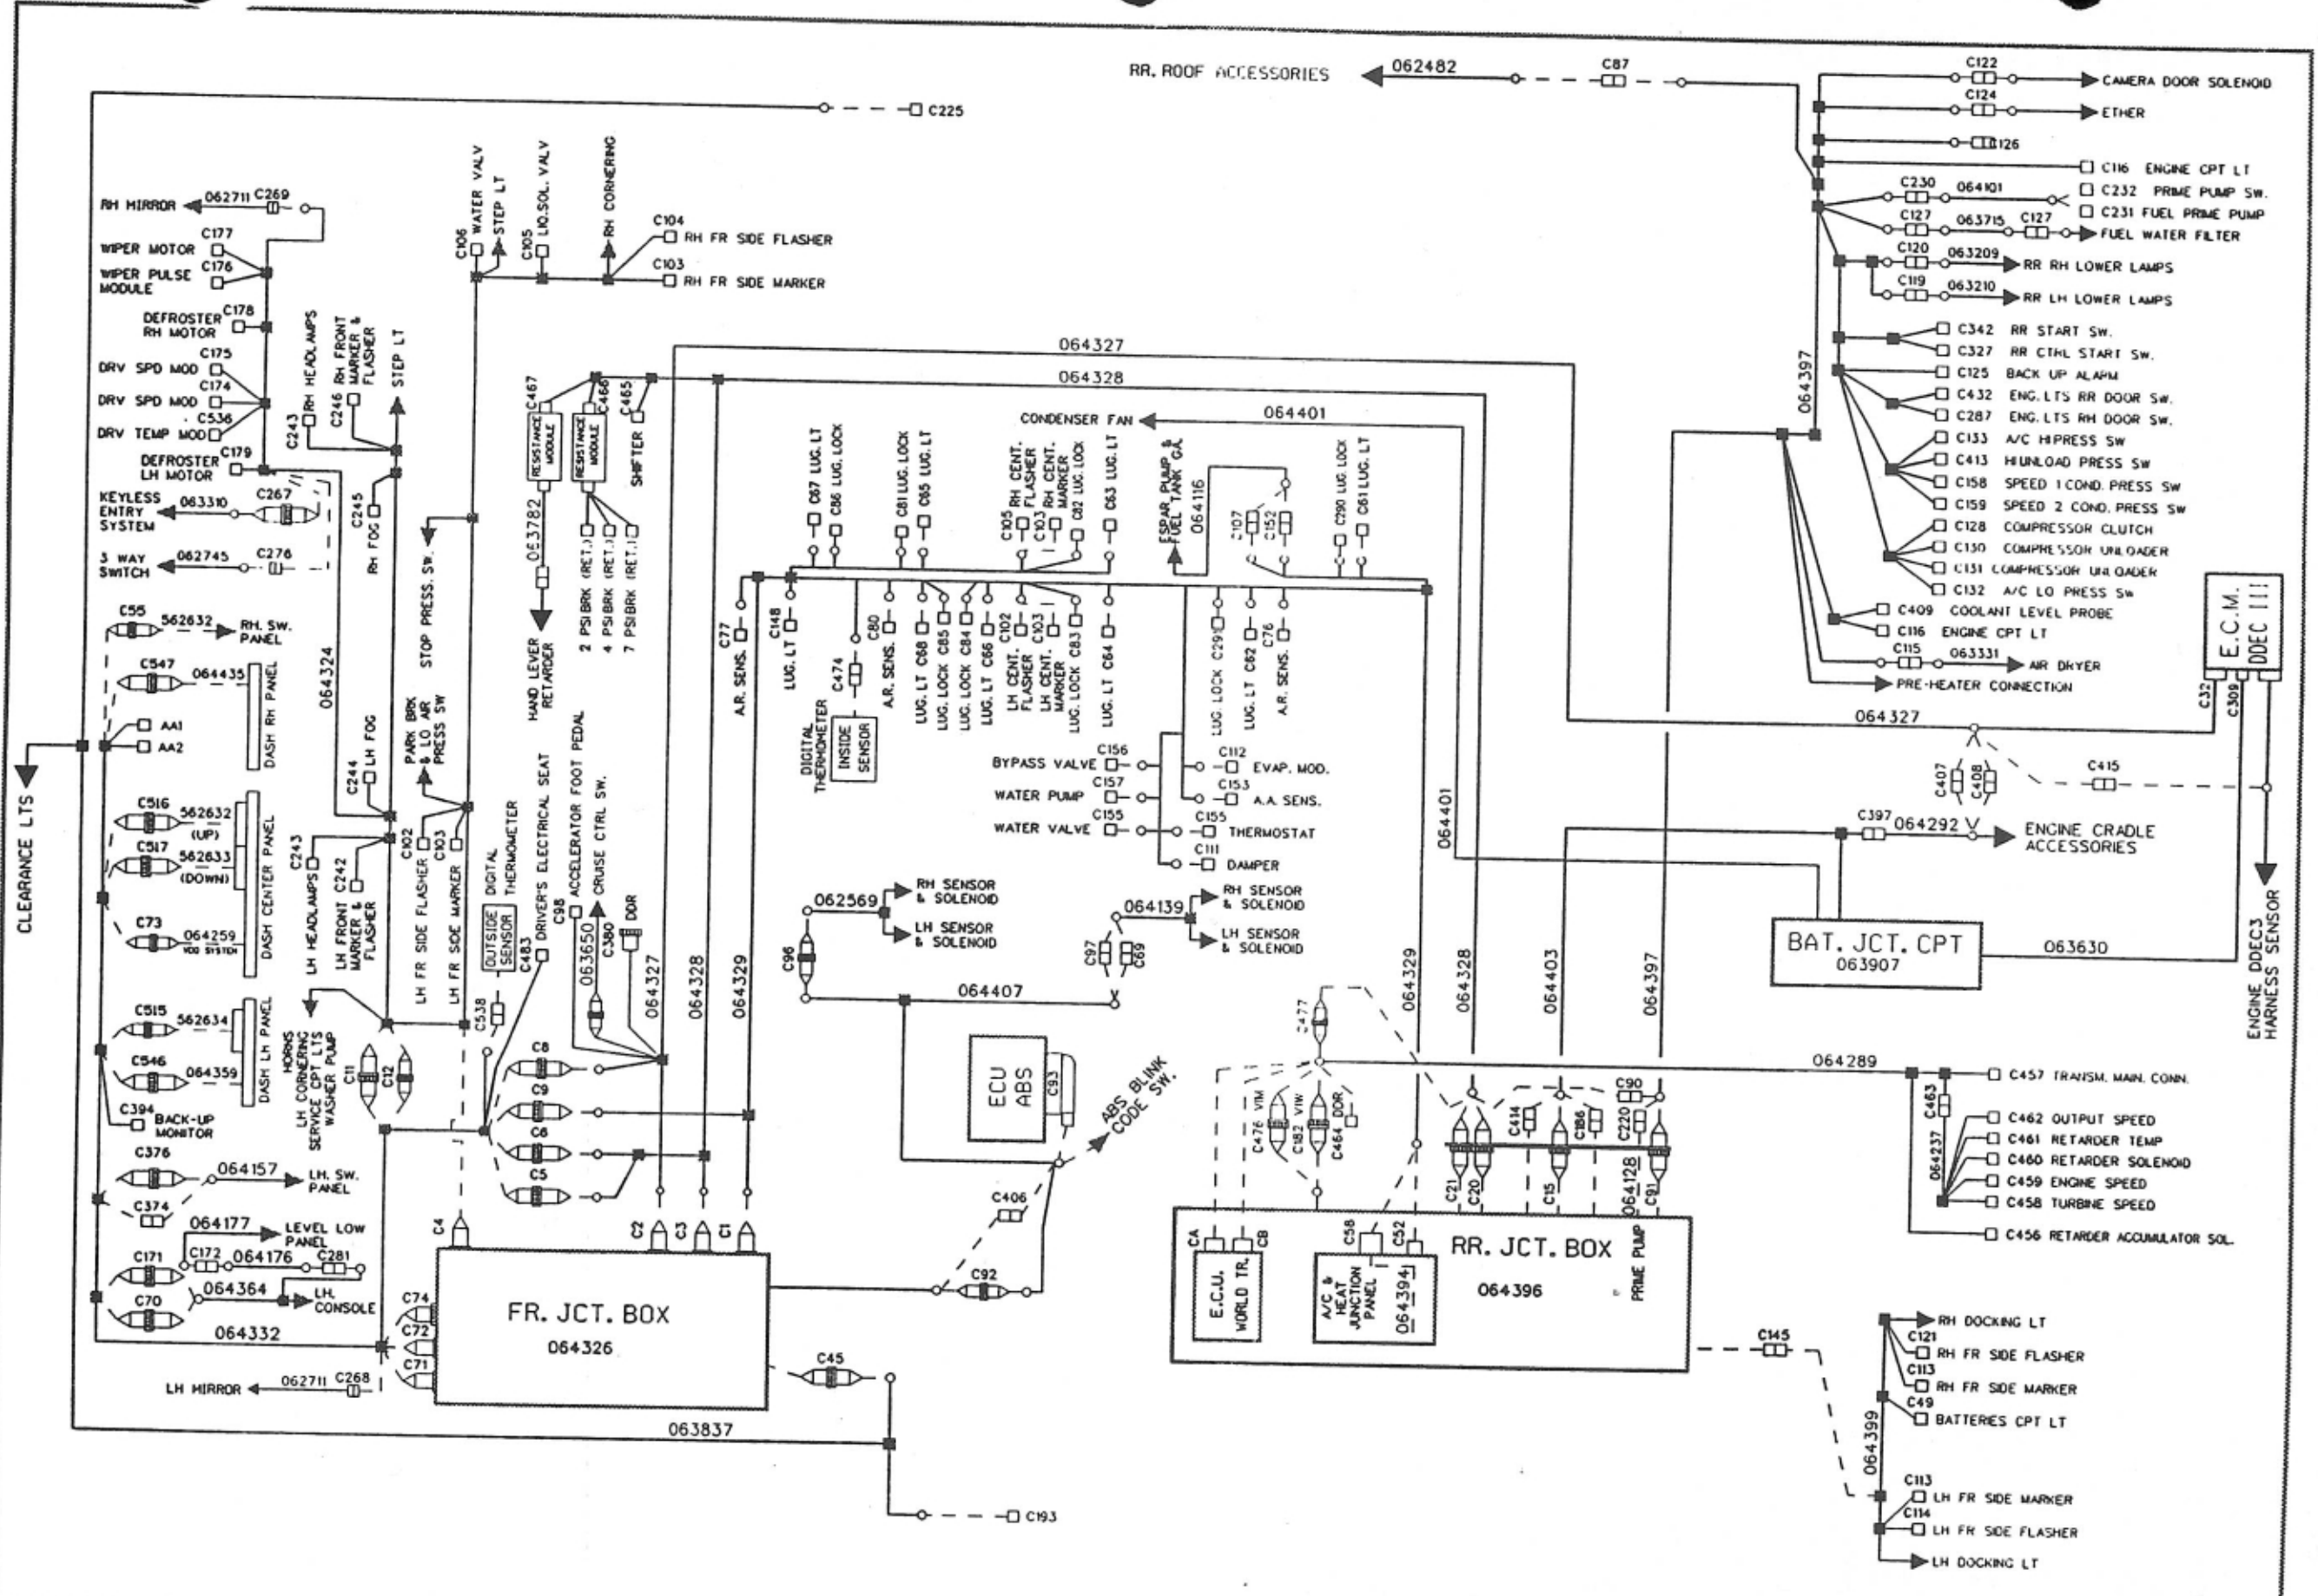 RR. ROOF ACCESSORIES
062482
C87
C122
CAMERA DOOR SOLENOID
C124
ETHER
C126
C116 ENGINE CPT LT
C230
064101
C232 PRIME PUMP SW.
C231 FUEL PRIME PUMP
C127
063715
C127
FUEL WATER FILTER
C120
063209
RR RH LOWER LAMPS
C119
063210
RR LH LOWER LAMPS
C342 RR START SW.
C327 RR CTRL START SW.
C125 BACK UP ALARM
C432 ENG. LTS RR DOOR SW.
C287 ENG. LTS RH DOOR SW.
C133 A/C HIPRESS SW
C413 HIUNLOAD PRESS SW
C158 SPEED 1 COND. PRESS SW
C159 SPEED 2 COND. PRESS SW
C128 COMPRESSOR CLUTCH
C130 COMPRESSOR UNLOADER
C131 COMPRESSOR UNLOADER
C132 A/C LO PRESS SW
C409 COOLANT LEVEL PROBE
C116 ENGINE CPT LT
C115
063331
AIR DRYER
PRE-HEATER CONNECTION
064397
E.C.M.
DDEC III
C32
C309
064327
C407
C408
C415
C397
064292
ENGINE CRADLE
ACCESSORIES
BAT. JCT. CPT
063907
063630
ENGINE DDEC3
HARNESS SENSOR
C225
RH MIRROR
062711
C269
WIPER MOTOR
C177
WIPER PULSE
MODULE
C176
DEFROSTER
RH MOTOR
C178
DRV SPD MOD
C175
DRV SPD MOD
C174
DRV TEMP MOD
C536
DEFROSTER
LH MOTOR
C179
KEYLESS
ENTRY
SYSTEM
063310
C267
3 WAY
SWITCH
062745
C276
C243
RH HEADLAMPS
C246 RH FRONT
MARKER &
FLASHER
STEP LT
C245
RH FOG
C106
WATER VALV
STEP LT
C105
LIQ.SOL. VALV
RH CORNERING
C104
RH FR SIDE FLASHER
C103
RH FR SIDE MARKER
STOP PRESS. SW.
064324
C55
562632
RH. SW.
PANEL
C547
064435
DASH RH PANEL
AA1
AA2
CLEARANCE LTS
C516
562632
(UP)
C517
562633
(DOWN)
C73
064259
VDO SYSTEM
DASH CENTER PANEL
C515
562634
C546
064359
DASH LH PANEL
C394
BACK-UP
MONITOR
C376
064157
LH. SW.
PANEL
C374
064177
LEVEL LOW
PANEL
C171
C172
064176
C281
064364
LH.
CONSOLE
C70
064332
LH MIRROR
062711
C268
063837
C244
LH FOG
PARK BRK
& LO AIR
PRESS SW
C243
LH HEADLAMPS
C242
LH FRONT
MARKER &
FLASHER
C102
LH FR SIDE FLASHER
C103
LH FR SIDE MARKER
HORNS
LH CORNERING
SERVICE CPT LTS
WASHER PUMP
C11
C12
DIGITAL
THERMOMETER
OUTSIDE
SENSOR
C538
C483
DRIVER'S ELECTRICAL SEAT
C98
ACCELERATOR FOOT PEDAL
063650
CRUISE CTRL SW.
C380
DDR
C8
C9
C6
C5
C4
C2
C3
C1
C74
C72
C71
FR. JCT. BOX
064326
C45
C193
C92
C406
064327
064328
064329
C467
RESISTANCE
MODULE
C466
RESISTANCE
MODULE
C465
SHIFTER
063782
HAND LEVER
RETARDER
2 PSIBRK (RET.)
4 PSIBRK (RET.)
7 PSIBRK (RET.)
064327
064328
CONDENSER FAN
064401
C67 LUG. LT
C86 LUG. LOCK
C81 LUG. LOCK
C65 LUG. LT
C105
RH CENT.
FLASHER
C103
RH CENT.
MARKER
C82 LUG. LOCK
C63 LUG. LT
ESPAR PUMP &
FUEL TANK GA.
064116
C107
C152
C290 LUG. LOCK
C61 LUG. LT
C77
A.R. SENS.
C148
LUG. LT
C474
DIGITAL
THERMOMETER
INSIDE
SENSOR
C80
A.R. SENS.
LUG. LT C68
LUG. LOCK C85
LUG. LOCK C84
LUG. LT C66
C102
LH CENT.
FLASHER
C103
LH CENT.
MARKER
LUG. LOCK C83
LUG. LT C64
LUG. LOCK C291
LUG. LT C62
C76
A.R. SENS.
BYPASS VALVE
C156
C112
EVAP. MOD.
WATER PUMP
C157
C153
A.A. SENS.
WATER VALVE
C155
C155
THERMOSTAT
C111
DAMPER
062569
RH SENSOR
& SOLENOID
LH SENSOR
& SOLENOID
C96
064139
RH SENSOR
& SOLENOID
LH SENSOR
& SOLENOID
C97
C69
064407
ECU
ABS
C93
ABS BLINK
CODE SW.
064401
064329
064328
064403
064397
C477
064289
C476 VIM
C182 VIW
C464 DDR
C21
C20
C414
C15
C186
C90
C220
064128
C91
CA
CB
E.C.U.
WORLD TR.
C58
C52
A/C &
HEAT
JUNCTION
PANEL
064394
RR. JCT. BOX
064396
PRIME PUMP
C457 TRANSM. MAIN. CONN.
C463
064237
C462 OUTPUT SPEED
C461 RETARDER TEMP
C460 RETARDER SOLENOID
C459 ENGINE SPEED
C458 TURBINE SPEED
C456 RETARDER ACCUMULATOR SOL.
C145
RH DOCKING LT
C121
RH FR SIDE FLASHER
C113
RH FR SIDE MARKER
C49
BATTERIES CPT LT
064399
C113
LH FR SIDE MARKER
C114
LH FR SIDE FLASHER
LH DOCKING LT